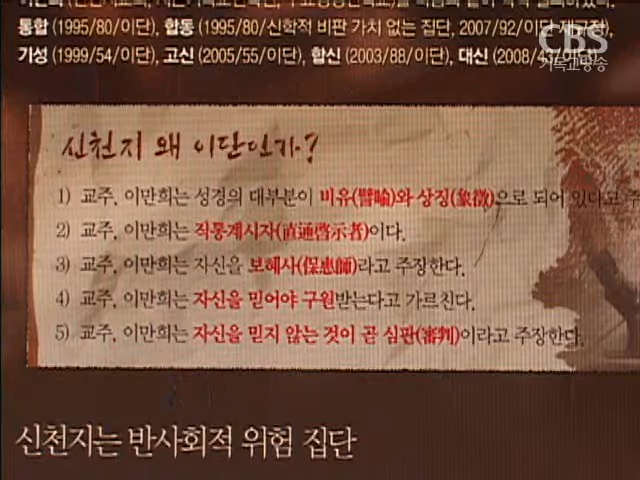 통합 (1995/80/이단), 합동 (1995/80/신학적 비판 가치 없는 집단, 2007/92/이단
기성 (1999/54/이단), 고신 (2005/55/이단), 합신 (2003/88/이단), 대신 (2008/
CBS
기독교방송
신천지 왜 이단인가?
1) 교주, 이만희는 성경의 대부분이 비유(譬喩)와 상징(象徵)으로 되어 있다고 주
2) 교주, 이만희는 직통계시자(直通啓示者)이다.
3) 교주, 이만희는 자신을 보혜사(保惠師)라고 주장한다.
4) 교주, 이만희는 자신을 믿어야 구원받는다고 가르친다.
5) 교주, 이만희는 자신을 믿지 않는 것이 곧 심판(審判)이라고 주장한다.
신천지는 반사회적 위험 집단